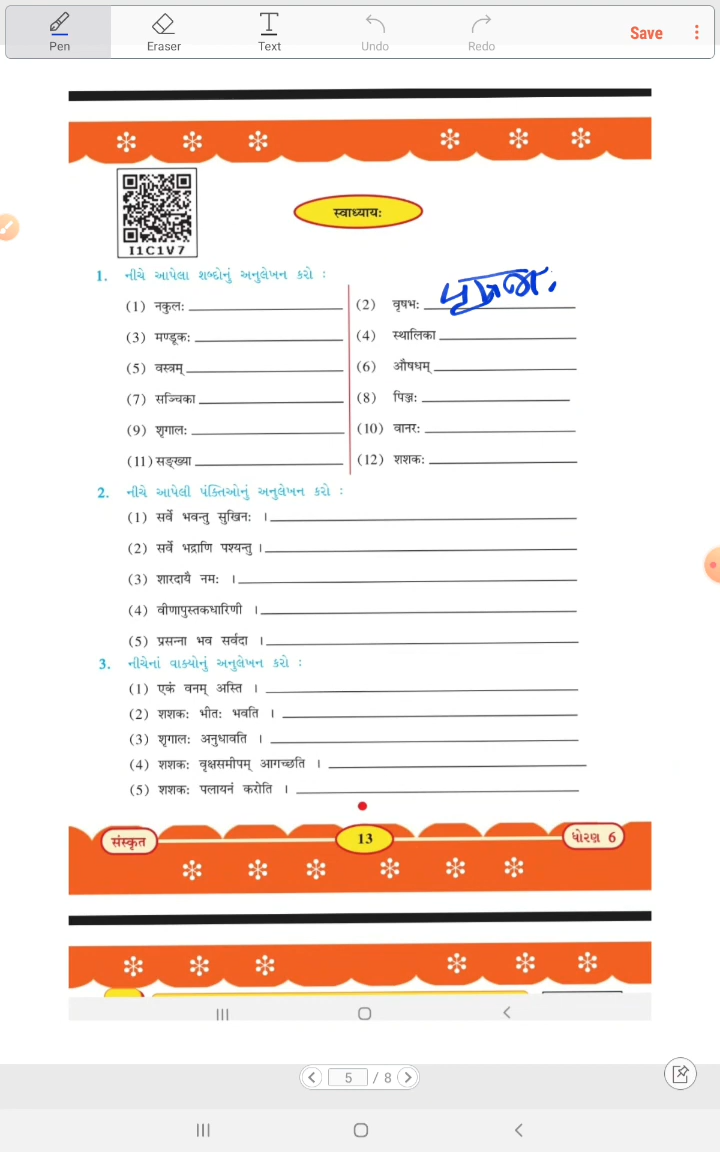 Pen Eraser Text Undo Redo Save
I1C1V7
स्वाध्यायः
1. નીચે આપેલા શબ્દોનું અનુલેખન કરો :
(1) नकुलः (2) वृषभः
(3) मण्डूकः (4) स्थालिका
(5) वस्त्रम् (6) औषधम्
(7) सञ्चिका (8) पिञ्जः
(9) शृगालः (10) वानरः
(11) सङ्ख्या (12) शशकः
2. નીચે આપેલી પંક્તિઓનું અનુલેખન કરો :
(1) सर्वे भवन्तु सुखिनः ।
(2) सर्वे भद्राणि पश्यन्तु ।
(3) शारदायै नमः ।
(4) वीणापुस्तकधारिणी ।
(5) प्रसन्ना भव सर्वदा ।
3. નીચેનાં વાક્યોનું અનુલેખન કરો :
(1) एकं वनम् अस्ति ।
(2) शशकः भीतः भवति ।
(3) शृगालः अनुधावति ।
(4) शशकः वृक्षसमीपम् आगच्छति ।
(5) शशकः पलायनं करोति ।
संस्कृत 13 ધોરણ 6
5 / 8